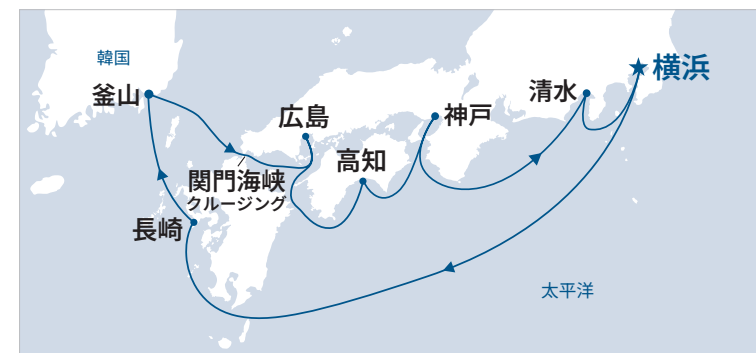 韓国
釜山
広島
神戸
清水
横浜
高知
関門海峡
クルージング
長崎
太平洋